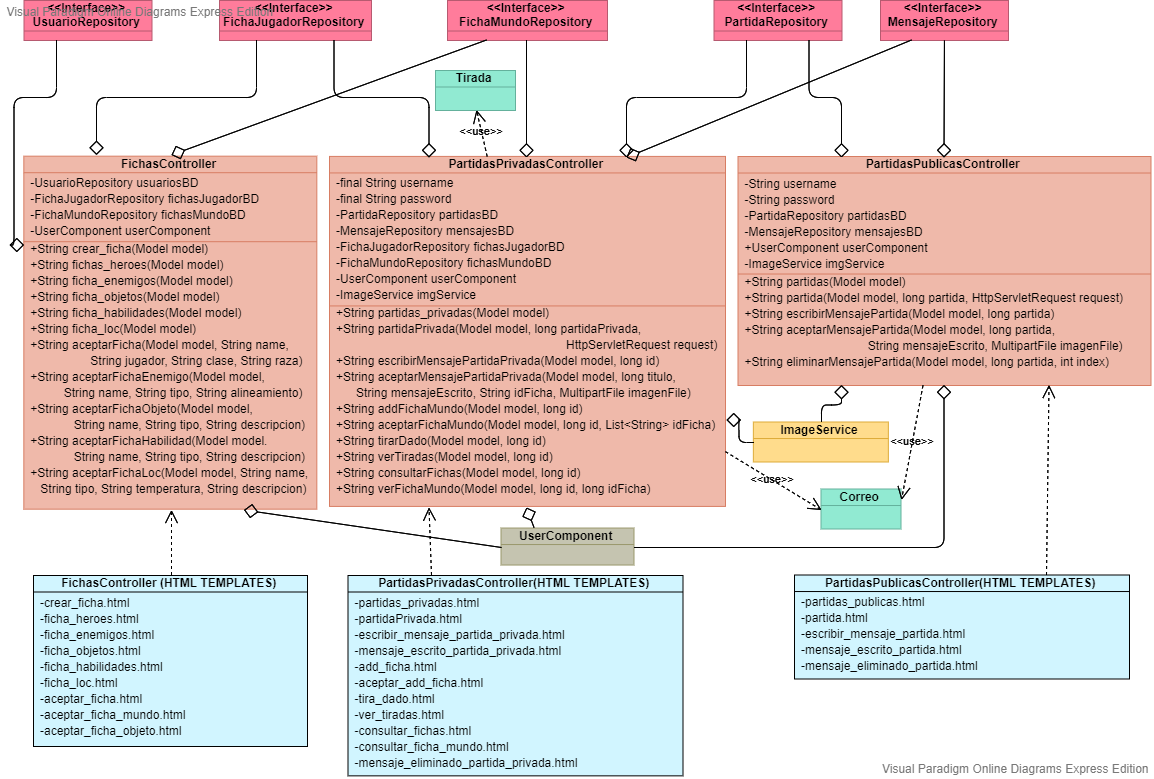 Visual Paradigm Online Diagrams Express Edition
<<Interface>>
UsuarioRepository
<<Interface>>
FichaJugadorRepository
<<Interface>>
FichaMundoRepository
<<Interface>>
PartidaRepository
<<Interface>>
MensajeRepository
Tirada
<<use>>
FichasController
-UsuarioRepository usuariosBD
-FichaJugadorRepository fichasJugadorBD
-FichaMundoRepository fichasMundoBD
-UserComponent userComponent
+String crear_ficha(Model model)
+String fichas_heroes(Model model)
+String ficha_enemigos(Model model)
+String ficha_objetos(Model model)
+String ficha_habilidades(Model model)
+String ficha_loc(Model model)
+String aceptarFicha(Model model, String name,
String jugador, String clase, String raza)
+String aceptarFichaEnemigo(Model model,
String name, String tipo, String alineamiento)
+String aceptarFichaObjeto(Model model,
String name, String tipo, String descripcion)
+String aceptarFichaHabilidad(Model model.
String name, String tipo, String descripcion)
+String aceptarFichaLoc(Model model, String name,
String tipo, String temperatura, String descripcion)
PartidasPrivadasController
-final String username
-final String password
-PartidaRepository partidasBD
-MensajeRepository mensajesBD
-FichaJugadorRepository fichasJugadorBD
-FichaMundoRepository fichasMundoBD
-UserComponent userComponent
-ImageService imgService
+String partidas_privadas(Model model)
+String partidaPrivada(Model model, long partidaPrivada,
HttpServletRequest request)
+String escribirMensajePartidaPrivada(Model model, long id)
+String aceptarMensajePartidaPrivada(Model model, long titulo,
String mensajeEscrito, String idFicha, MultipartFile imagenFile)
+String addFichaMundo(Model model, long id)
+String aceptarFichaMundo(Model model, long id, List<String> idFicha)
+String tirarDado(Model model, long id)
+String verTiradas(Model model, long id)
+String consultarFichas(Model model, long id)
+String verFichaMundo(Model model, long id, long idFicha)
PartidasPublicasController
-String username
-String password
-PartidaRepository partidasBD
-MensajeRepository mensajesBD
+UserComponent userComponent
-ImageService imgService
+String partidas(Model model)
+String partida(Model model, long partida, HttpServletRequest request)
+String escribirMensajePartida(Model model, long partida)
+String aceptarMensajePartida(Model model, long partida,
String mensajeEscrito, MultipartFile imagenFile)
+String eliminarMensajePartida(Model model, long partida, int index)
ImageService
<<use>>
<<use>>
Correo
UserComponent
FichasController (HTML TEMPLATES)
-crear_ficha.html
-ficha_heroes.html
-ficha_enemigos.html
-ficha_objetos.html
-ficha_habilidades.html
-ficha_loc.html
-aceptar_ficha.html
-aceptar_ficha_mundo.html
-aceptar_ficha_objeto.html
PartidasPrivadasController(HTML TEMPLATES)
-partidas_privadas.html
-partidaPrivada.html
-escribir_mensaje_partida_privada.html
-mensaje_escrito_partida_privada.html
-add_ficha.html
-aceptar_add_ficha.html
-tira_dado.html
-ver_tiradas.html
-consultar_fichas.html
-consultar_ficha_mundo.html
-mensaje_eliminado_partida_privada.html
PartidasPublicasController(HTML TEMPLATES)
-partidas_publicas.html
-partida.html
-escribir_mensaje_partida.html
-mensaje_escrito_partida.html
-mensaje_eliminado_partida.html
Visual Paradigm Online Diagrams Express Edition